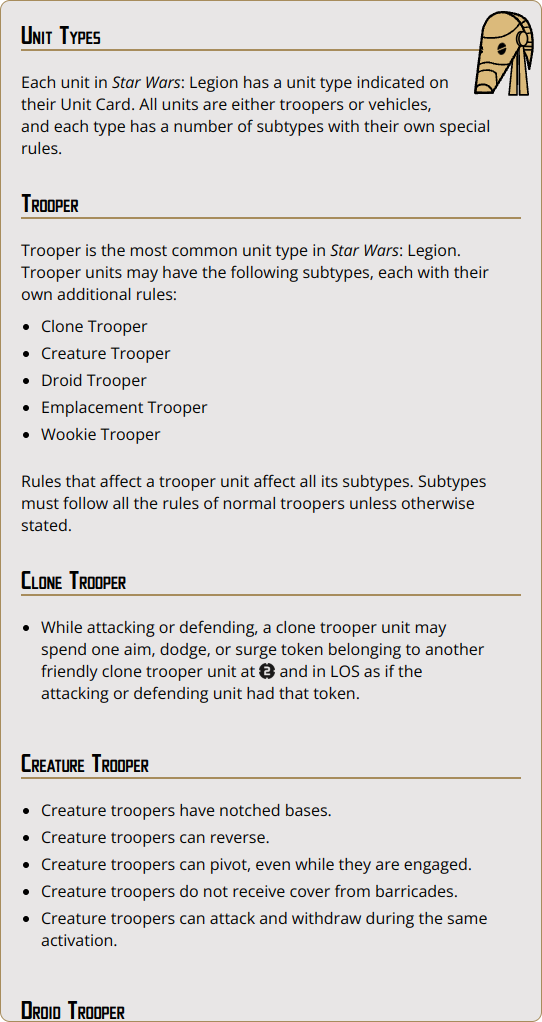 Unit Types
Each unit in Star Wars: Legion has a unit type indicated on
their Unit Card. All units are either troopers or vehicles,
and each type has a number of subtypes with their own special
rules.
Trooper
Trooper is the most common unit type in Star Wars: Legion.
Trooper units may have the following subtypes, each with their
own additional rules:
• Clone Trooper
• Creature Trooper
• Droid Trooper
• Emplacement Trooper
• Wookie Trooper
Rules that affect a trooper unit affect all its subtypes. Subtypes
must follow all the rules of normal troopers unless otherwise
stated.
Clone Trooper
• While attacking or defending, a clone trooper unit may
spend one aim, dodge, or surge token belonging to another
friendly clone trooper unit at 2 and in LOS as if the
attacking or defending unit had that token.
Creature Trooper
• Creature troopers have notched bases.
• Creature troopers can reverse.
• Creature troopers can pivot, even while they are engaged.
• Creature troopers do not receive cover from barricades.
• Creature troopers can attack and withdraw during the same
activation.
Droid Trooper